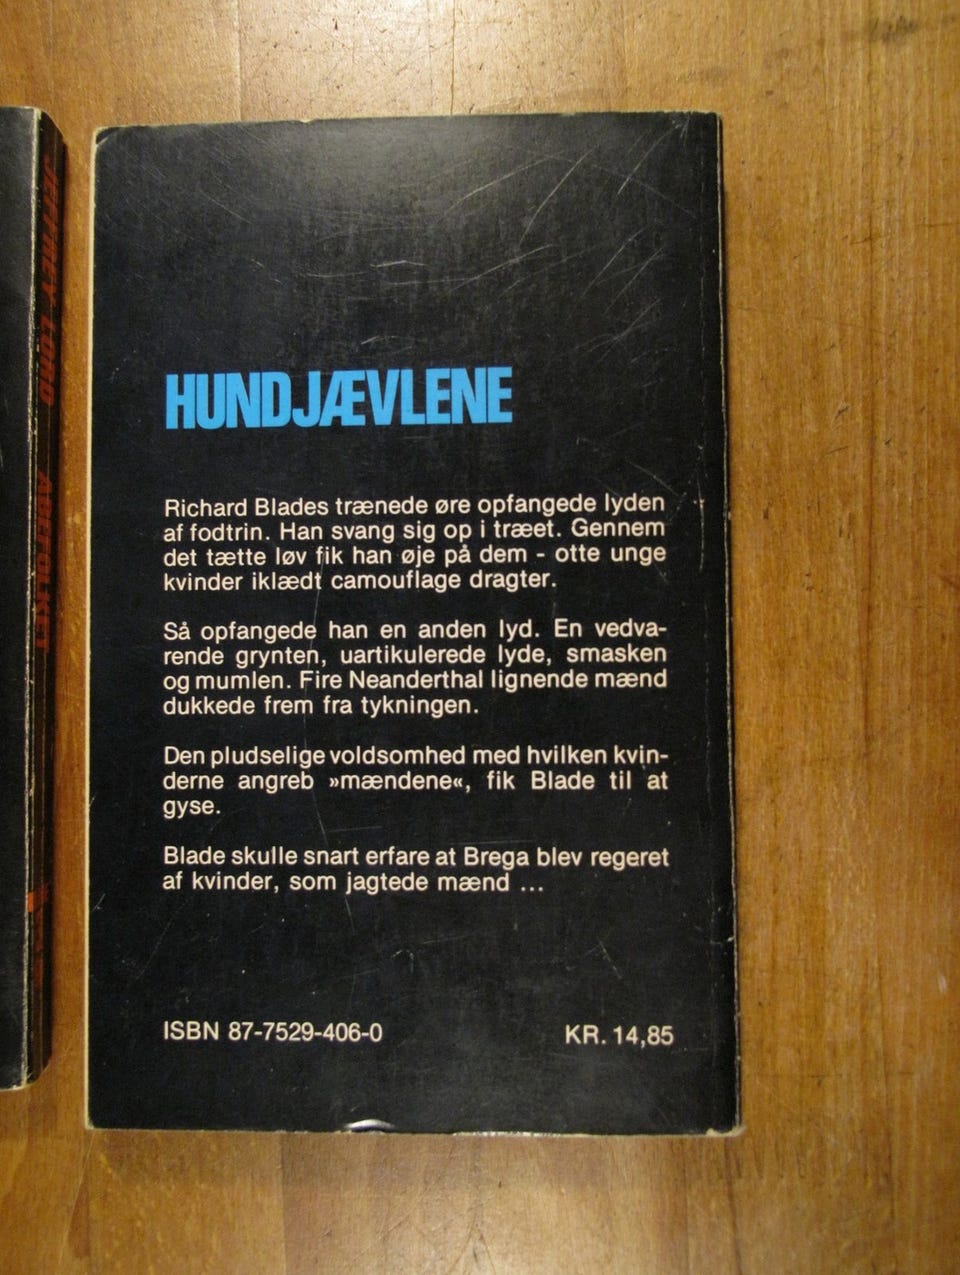 JEFFREY LORD ABEFOLKET
HUNDJÆVLENE
Richard Blades trænede øre opfangede lyden
af fodtrin. Han svang sig op i træet. Gennem
det tætte løv fik han øje på dem - otte unge
kvinder iklædt camouflage dragter.
Så opfangede han en anden lyd. En vedva-
rende grynten, uartikulerede lyde, smasken
og mumlen. Fire Neanderthal lignende mænd
dukkede frem fra tykningen.
Den pludselige voldsomhed med hvilken kvin-
derne angreb »mændene«, fik Blade til at
gyse.
Blade skulle snart erfare at Brega blev regeret
af kvinder, som jagtede mænd ...
ISBN 87-7529-406-0
KR. 14,85